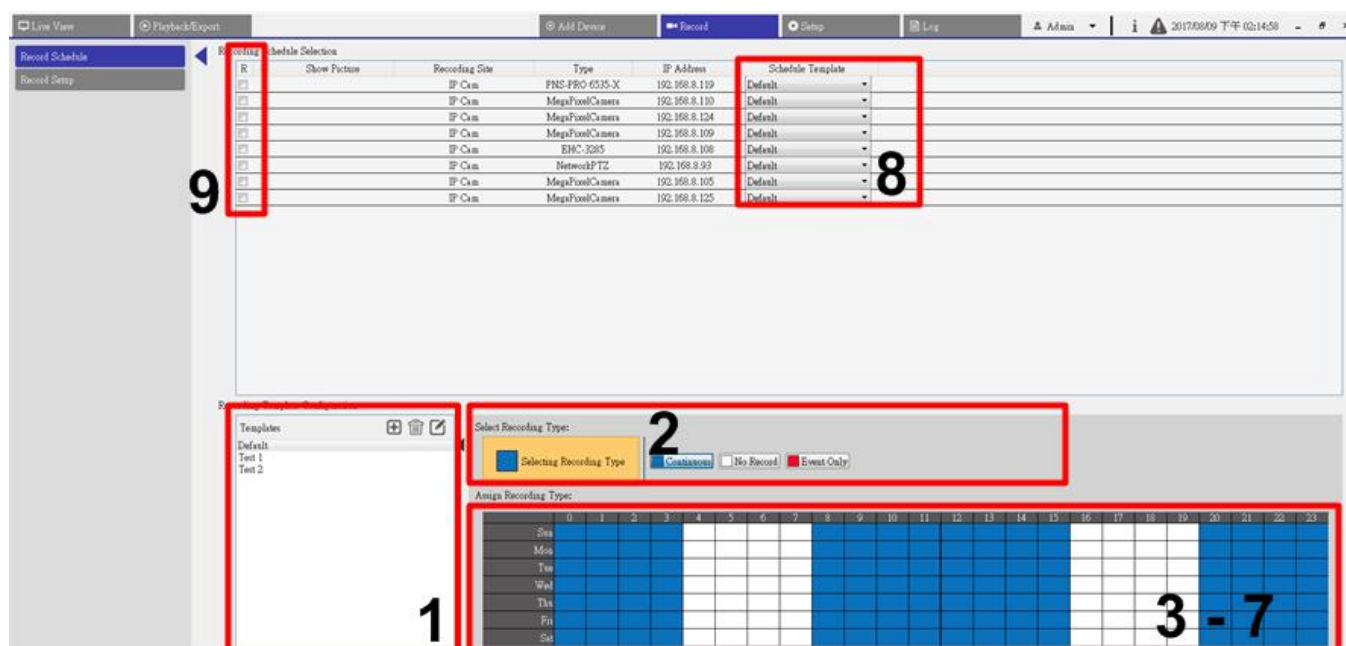 Live View Playback/Export Add Device Record Setup Log Admin i 2017/08/09 下午 02:14:58
Record Schedule
Record Setup
Recording Schedule Selection
R Show Picture Recording Site Type IP Address Schedule Template
IP Cam PNS-PRO 6535-X 192.168.8.119 Default
IP Cam MegaPixelCamera 192.168.8.110 Default
IP Cam MegaPixelCamera 192.168.8.124 Default
IP Cam MegaPixelCamera 192.168.8.109 Default
IP Cam EHC-3285 192.168.8.108 Default
IP Cam NetworkPTZ 192.168.8.93 Default
IP Cam MegaPixelCamera 192.168.8.105 Default
IP Cam MegaPixelCamera 192.168.8.125 Default
9
8
Recording Template Configuration
Templates
Default
Test 1
Test 2
1
Select Recording Type:
2
Selecting Recording Type Continuous No Record Event Only
Assign Recording Type:
0 1 2 3 4 5 6 7 8 9 10 11 12 13 14 15 16 17 18 19 20 21 22 23
Sun
Mon
Tue
Wed
Thu
Fri
Sat
3 - 7